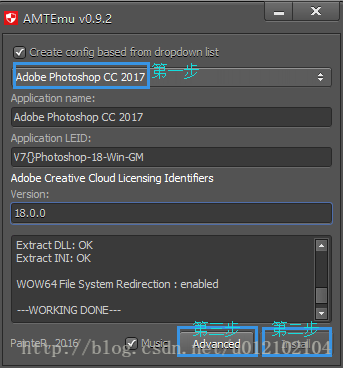 AMTEmu v0.9.2
Create config based from dropdown list
Adobe Photoshop CC 2017 第一步
Application name:
Adobe Photoshop CC 2017
Application LEID:
V7{}Photoshop-18-Win-GM
Adobe Creative Cloud Licensing Identifiers
Version:
18.0.0
Extract DLL: OK
Extract INI: OK
WOW64 File System Redirection : enabled
---WORKING DONE---
第三步 第二步
PainteR, 2016 Music Advanced Install
http://blog.csdn.net/u012102104